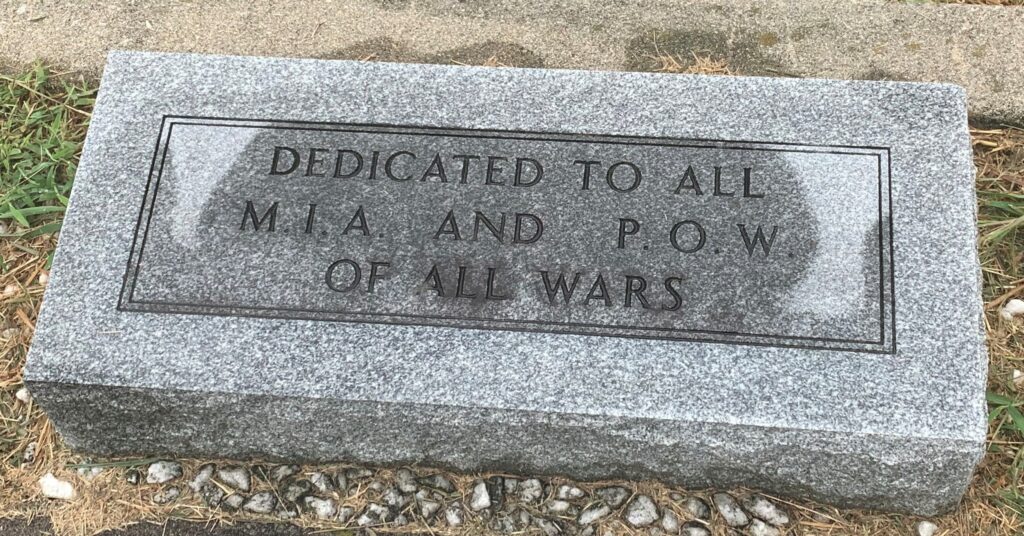 DEDICATED TO ALL
M.I.A. AND P.O.W.
OF ALL WARS